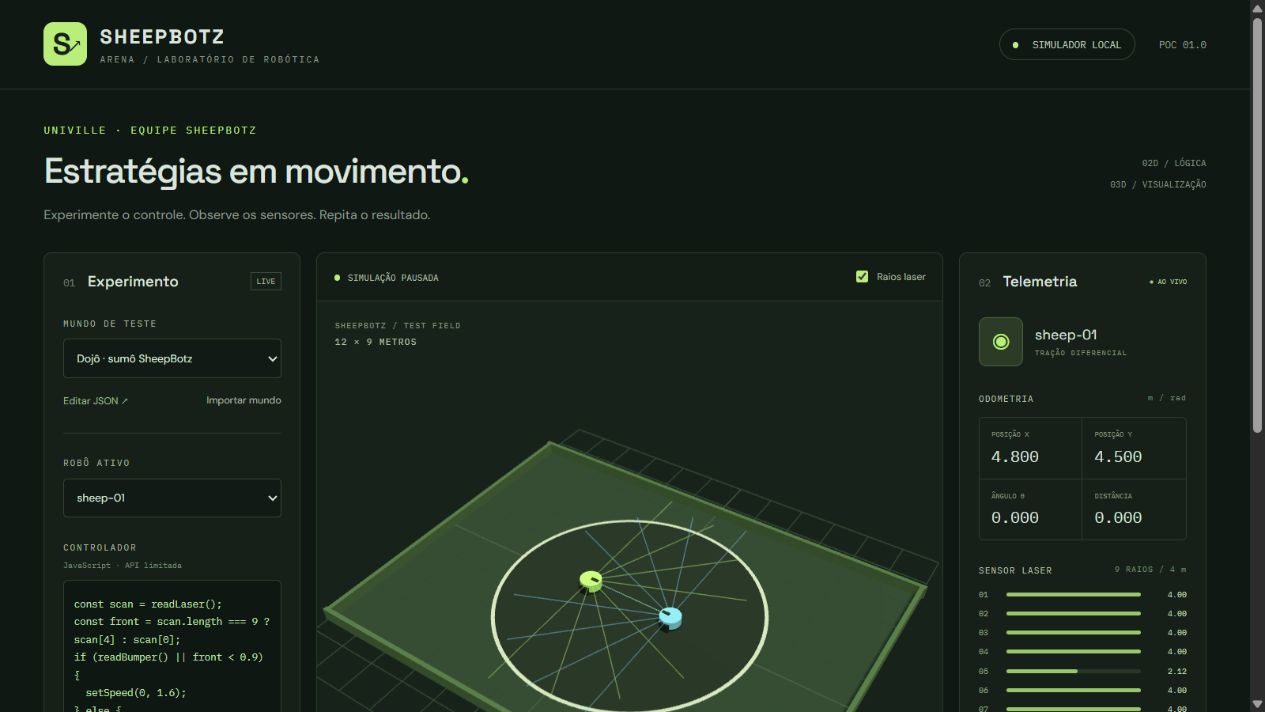 S
SHEEPBOTZ
ARENA / LABORATÓRIO DE ROBÓTICA
SIMULADOR LOCAL
POC 01.0
UNIVILLE · EQUIPE SHEEPBOTZ
Estratégias em movimento.
Experimente o controle. Observe os sensores. Repita o resultado.
02D / LÓGICA
03D / VISUALIZAÇÃO
01 Experimento
LIVE
MUNDO DE TESTE
Dojô · sumô SheepBotz
Editar JSON ↗
Importar mundo
ROBÔ ATIVO
sheep-01
CONTROLADOR
JavaScript · API limitada
const scan = readLaser();
const front = scan.length === 9 ?
scan[4] : scan[0];
if (readBumper() || front < 0.9)
{
setSpeed(0, 1.6);
} else {
SIMULAÇÃO PAUSADA
Raios laser
SHEEPBOTZ / TEST FIELD
12 × 9 METROS
02 Telemetria
AO VIVO
sheep-01
TRAÇÃO DIFERENCIAL
ODOMETRIA
m / rad
POSIÇÃO X
4.800
POSIÇÃO Y
4.500
ÂNGULO θ
0.000
DISTÂNCIA
0.000
SENSOR LASER
9 RAIOS / 4 m
01 4.00
02 4.00
03 4.00
04 4.00
05 2.12
06 4.00
07 4.00